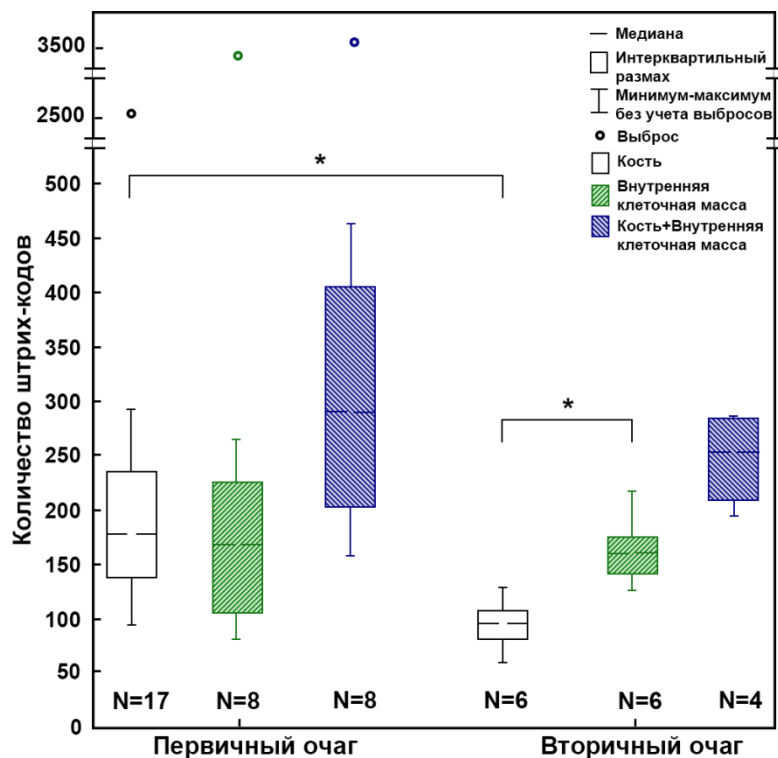 3500
2500
500
450
400
350
300
250
200
150
100
50
0
Количество штрих-кодов
Медиана
Интерквартильный
размах
Минимум-максимум
без учета выбросов
Выброс
Кость
Внутренняя
клеточная масса
Кость+Внутренняя
клеточная масса
*
*
N=17
N=8
N=8
N=6
N=6
N=4
Первичный очаг
Вторичный очаг